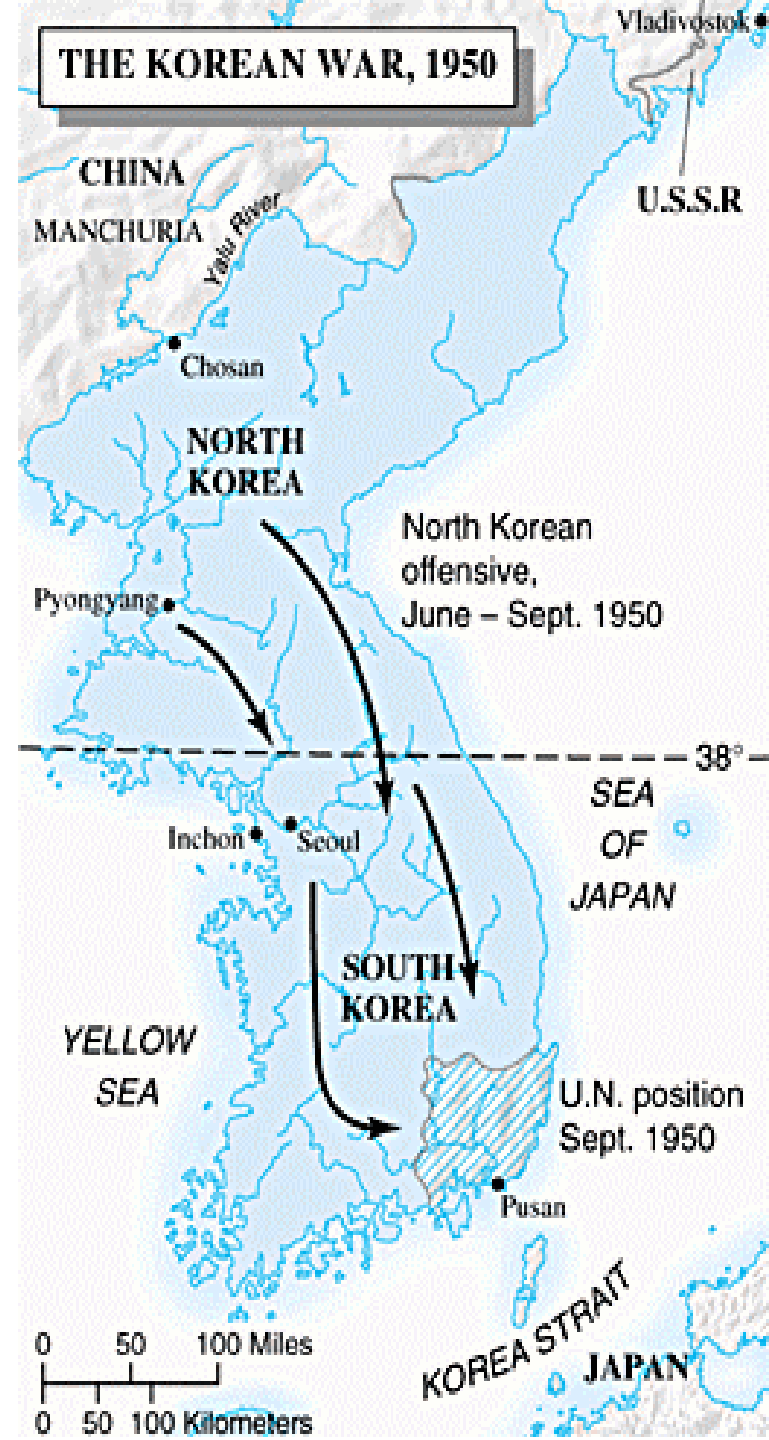 Vladivostok
THE KOREAN WAR, 1950
CHINA
MANCHURIA
Yalu River
U.S.S.R
Chosan
NORTH
KOREA
North Korean
offensive,
June – Sept. 1950
Pyongyang
38°
SEA
OF
JAPAN
Inchon
Seoul
SOUTH
KOREA
YELLOW
SEA
U.N. position
Sept. 1950
Pusan
KOREA STRAIT
JAPAN
0 50 100 Miles
0 50 100 Kilometers